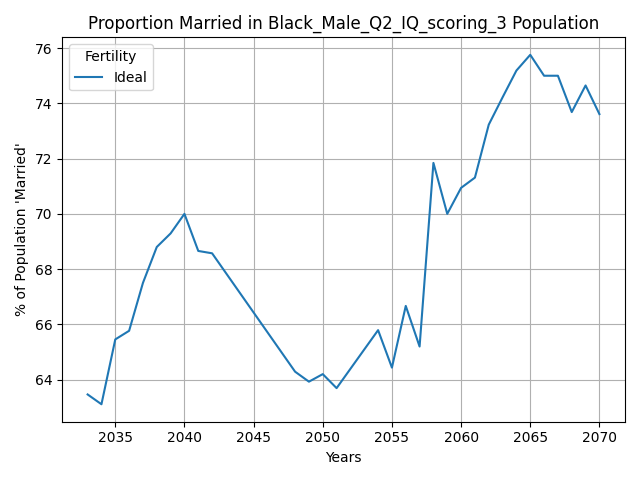 Proportion Married in Black_Male_Q2_IQ_scoring_3 Population
Fertility
Ideal
% of Population 'Married'
76
74
72
70
68
66
64
2035 2040 2045 2050 2055 2060 2065 2070
Years